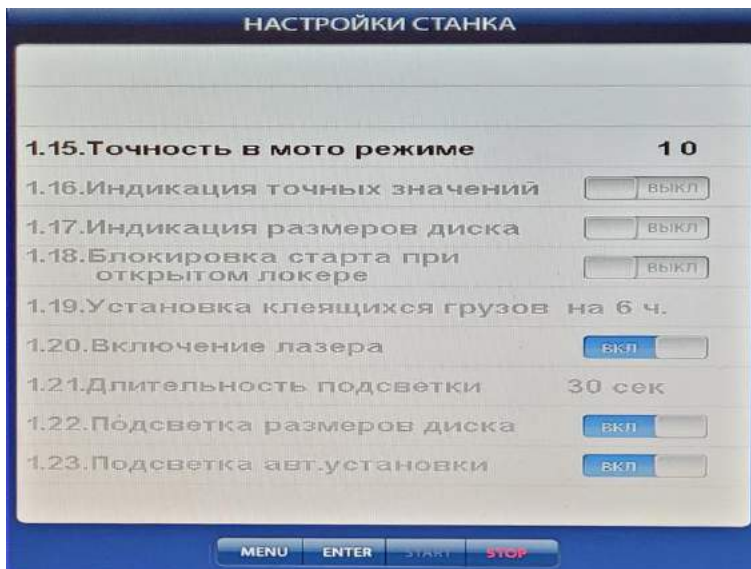 НАСТРОЙКИ СТАНКА
1.15.Точность в мото режиме 10
1.16.Индикация точных значений ВЫКЛ
1.17.Индикация размеров диска ВЫКЛ
1.18.Блокировка старта при ВЫКЛ
открытом локере
1.19.Установка клеящихся грузов на 6 ч.
1.20.Включение лазера ВКЛ
1.21.Длительность подсветки 30 сек
1.22.Подсветка размеров диска ВКЛ
1.23.Подсветка авт.установки ВКЛ
MENU ENTER START STOP